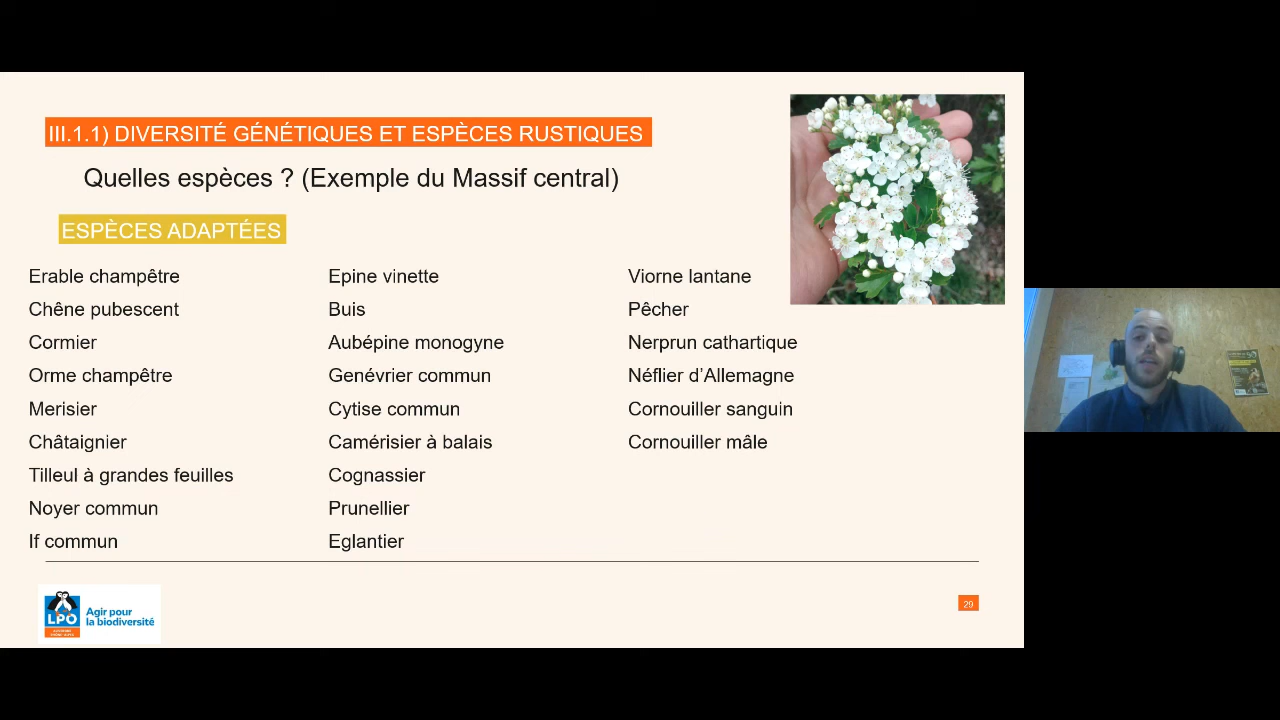 III.1.1) DIVERSITÉ GÉNÉTIQUES ET ESPÈCES RUSTIQUES
Quelles espèces ? (Exemple du Massif central)
ESPÈCES ADAPTÉES
Erable champêtre
Chêne pubescent
Cormier
Orme champêtre
Merisier
Châtaignier
Tilleul à grandes feuilles
Noyer commun
If commun
Epine vinette
Buis
Aubépine monogyne
Genévrier commun
Cytise commun
Camérisier à balais
Cognassier
Prunellier
Eglantier
Viorne lantane
Pêcher
Nerprun cathartique
Néflier d'Allemagne
Cornouiller sanguin
Cornouiller mâle
LPO
Agir pour
la biodiversité
29